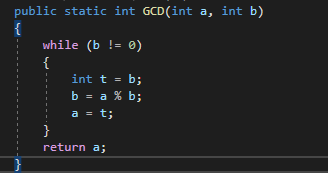 public static int GCD(int a, int b)
{
    while (b != 0)
    {
        int t = b;
        b = a % b;
        a = t;
    }
    return a;
}